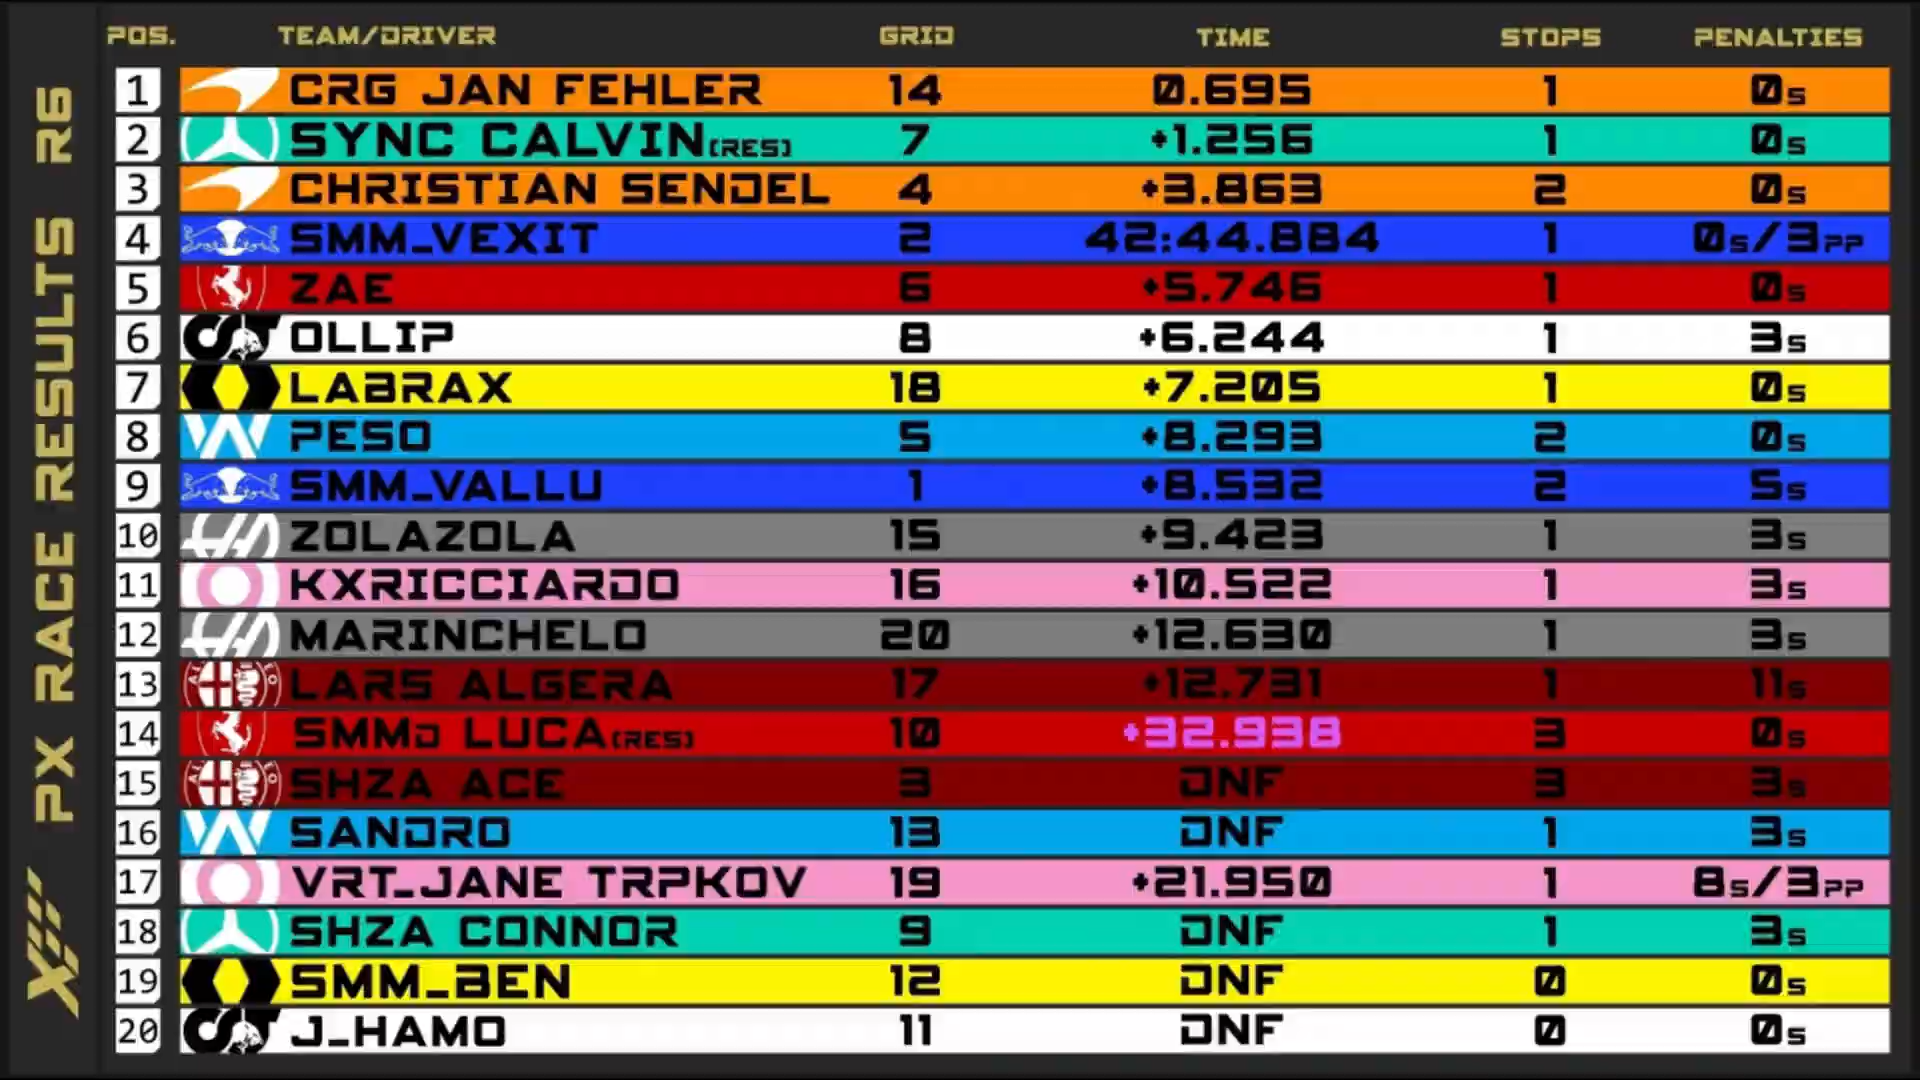 POS. TEAM/DRIVER GRID TIME STOPS PENALTIES
PX RACE RESULTS R6
1 CRG JAN FEHLER 14 0.695 1 0s
2 SYNC CALVIN(RES) 7 +1.256 1 0s
3 CHRISTIAN SENDEL 4 +3.863 2 0s
4 SMM_VEXIT 2 42:44.884 1 0s/3PP
5 ZAE 6 +5.746 1 0s
6 OLLIP 8 +6.244 1 3s
7 LABRAX 18 +7.205 1 0s
8 PESO 5 +8.293 2 0s
9 SMM_VALLU 1 +8.532 2 5s
10 ZOLAZOLA 15 +9.423 1 3s
11 KXRICCIARDO 16 +10.522 1 3s
12 MARINCHELO 20 +12.630 1 3s
13 LARS ALGERA 17 +12.731 1 11s
14 SMMD LUCA(RES) 10 +32.938 3 0s
15 SHZA ACE 3 DNF 3 3s
16 SANDRO 13 DNF 1 3s
17 VRT_JANE TRPKOV 19 +21.950 1 8s/3PP
18 SHZA CONNOR 9 DNF 1 3s
19 SMM_BEN 12 DNF 0 0s
20 J_HAMO 11 DNF 0 0s